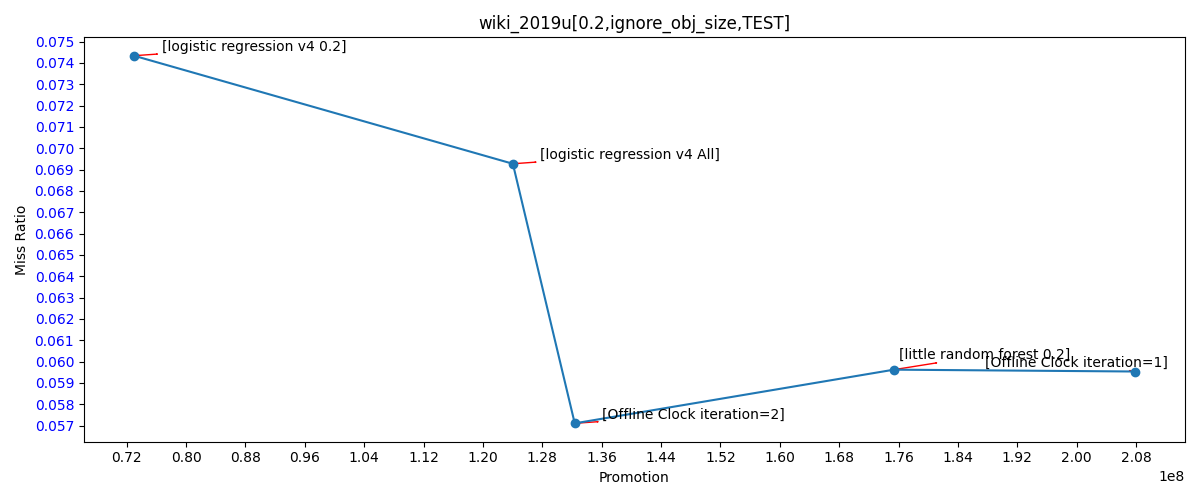 wiki_2019u[0.2,ignore_obj_size,TEST]
0.075
0.074
0.073
0.072
0.071
0.070
0.069
0.068
0.067
0.066
0.065
0.064
0.063
0.062
0.061
0.060
0.059
0.058
0.057
Miss Ratio
[logistic regression v4 0.2]
[logistic regression v4 All]
[little random forest 0.2]
[Offline Clock iteration=1]
[Offline Clock iteration=2]
0.72 0.80 0.88 0.96 1.04 1.12 1.20 1.28 1.36 1.44 1.52 1.60 1.68 1.76 1.84 1.92 2.00 2.08
Promotion
1e8